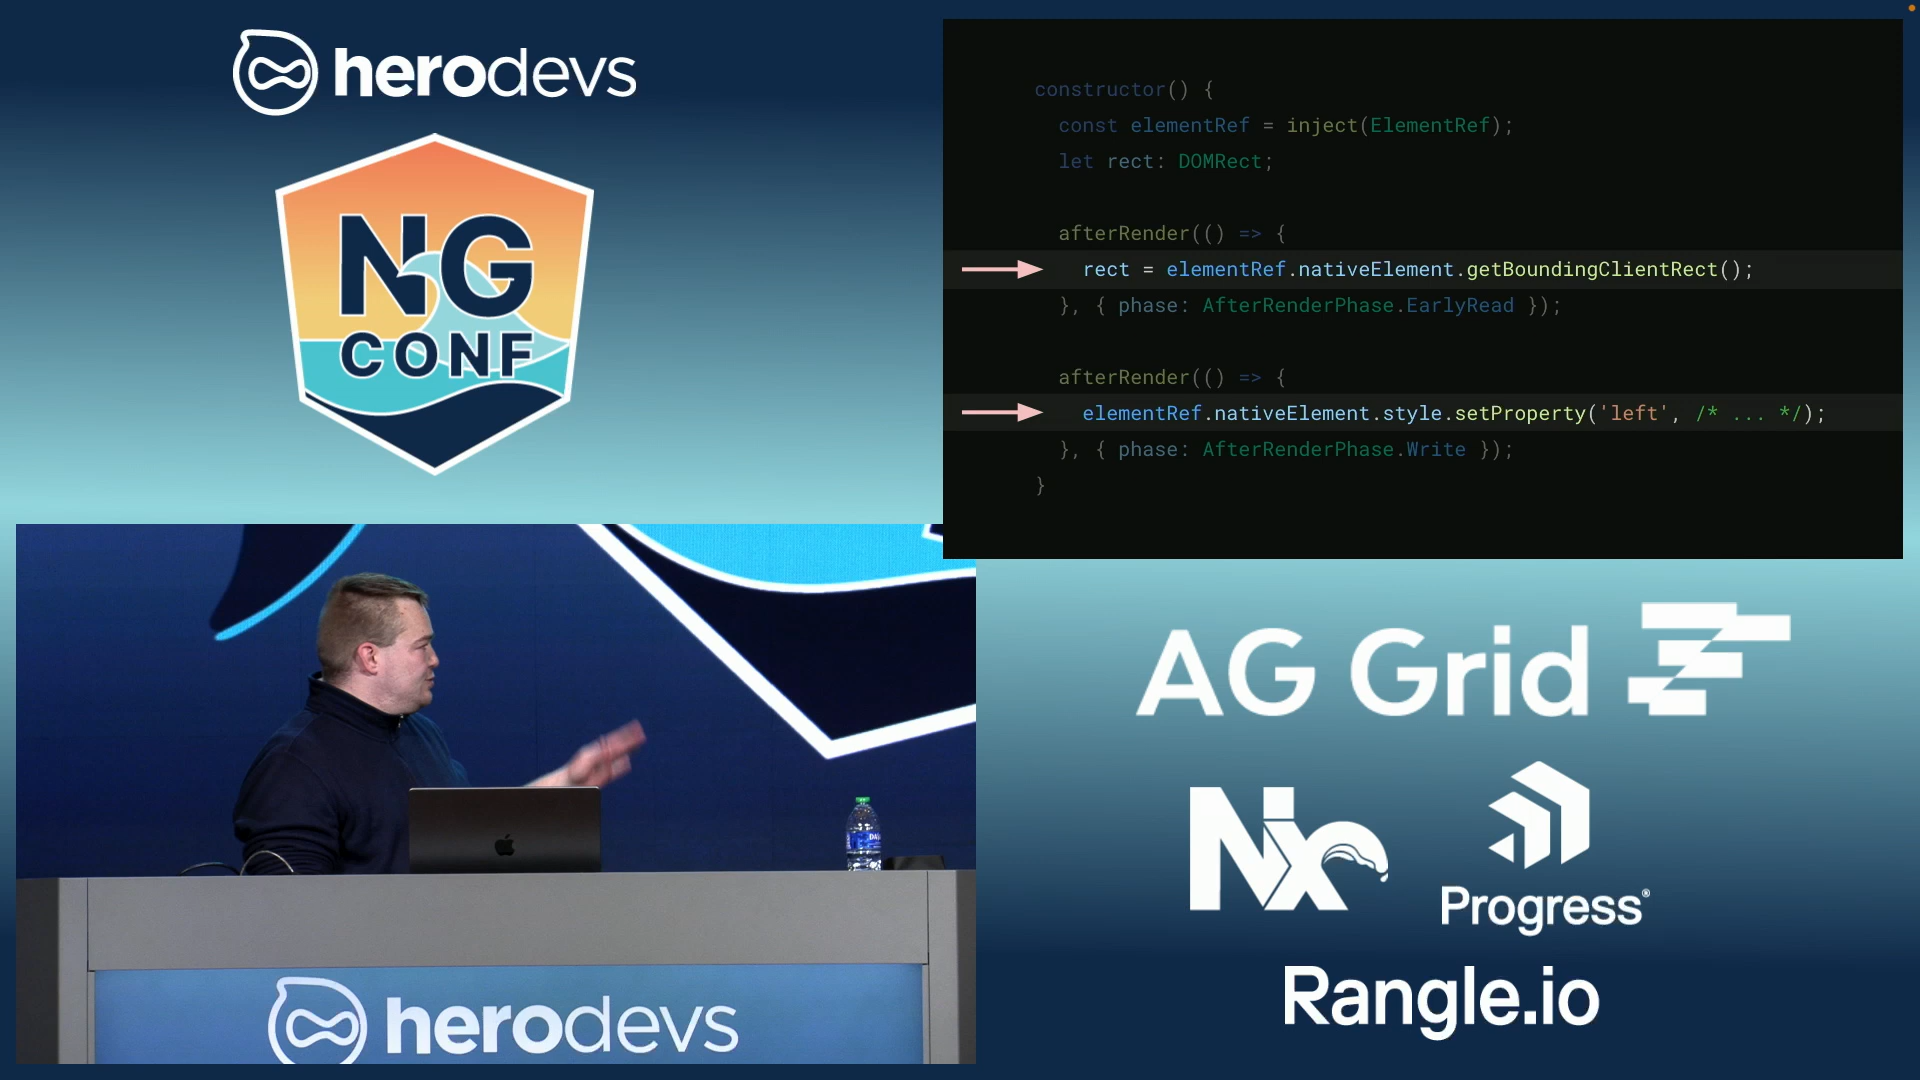 herodevs
NG
CONF
constructor() {
const elementRef = inject(ElementRef);
let rect: DOMRect;
afterRender(() => {
rect = elementRef.nativeElement.getBoundingClientRect();
}, { phase: AfterRenderPhase.EarlyRead });
afterRender(() => {
elementRef.nativeElement.style.setProperty('left', /* ... */);
}, { phase: AfterRenderPhase.Write });
}
herodevs
AG Grid
Nx
Progress®
Rangle.io